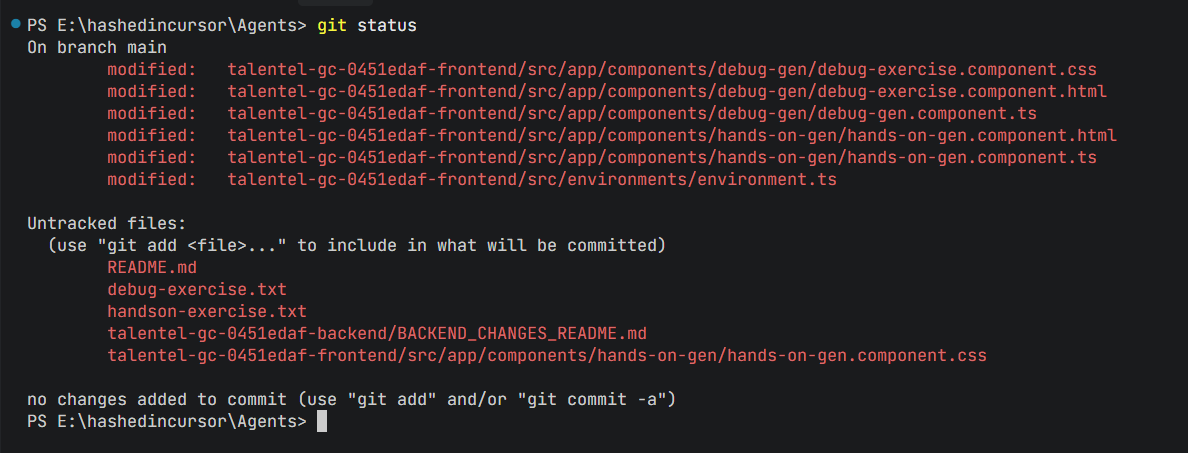 PS E:\hashedincursor\Agents> git status
On branch main
modified: talentel-gc-0451edaf-frontend/src/app/components/debug-gen/debug-exercise.component.css
modified: talentel-gc-0451edaf-frontend/src/app/components/debug-gen/debug-exercise.component.html
modified: talentel-gc-0451edaf-frontend/src/app/components/debug-gen/debug-gen.component.ts
modified: talentel-gc-0451edaf-frontend/src/app/components/hands-on-gen/hands-on-gen.component.html
modified: talentel-gc-0451edaf-frontend/src/app/components/hands-on-gen/hands-on-gen.component.ts
modified: talentel-gc-0451edaf-frontend/src/environments/environment.ts
Untracked files:
(use "git add <file>..." to include in what will be committed)
README.md
debug-exercise.txt
handson-exercise.txt
talentel-gc-0451edaf-backend/BACKEND_CHANGES_README.md
talentel-gc-0451edaf-frontend/src/app/components/hands-on-gen/hands-on-gen.component.css
no changes added to commit (use "git add" and/or "git commit -a")
PS E:\hashedincursor\Agents>